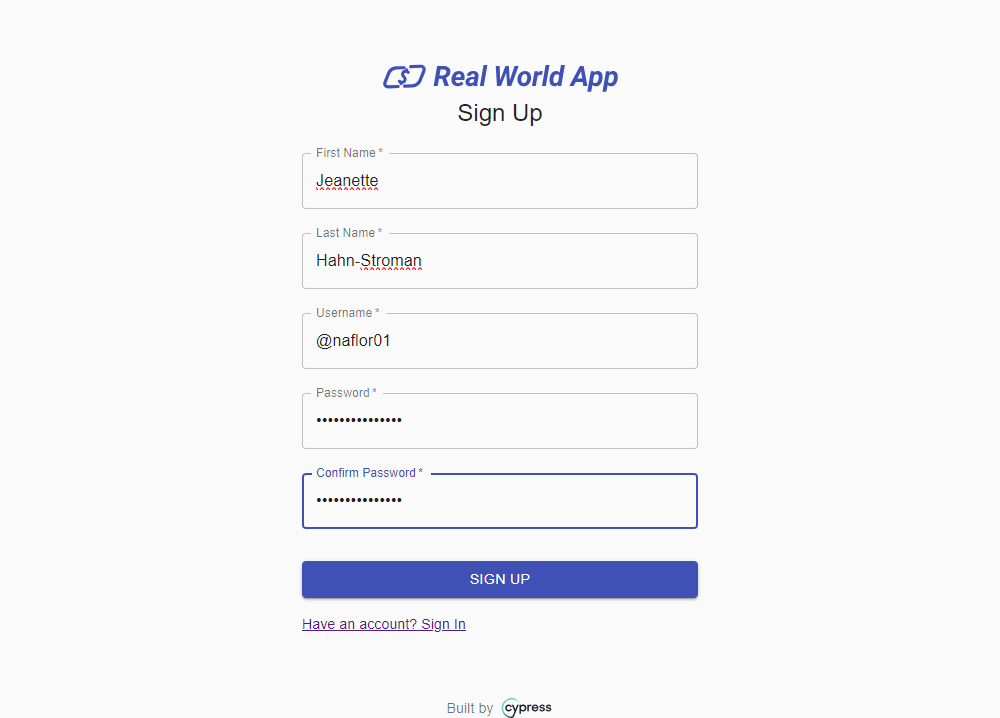 Real World App
Sign Up
First Name *
Jeanette
Last Name *
Hahn-Stroman
Username *
@naflor01
Password *
•••••••••••••••
Confirm Password *
•••••••••••••••
SIGN UP
Have an account? Sign In
Built by cypress